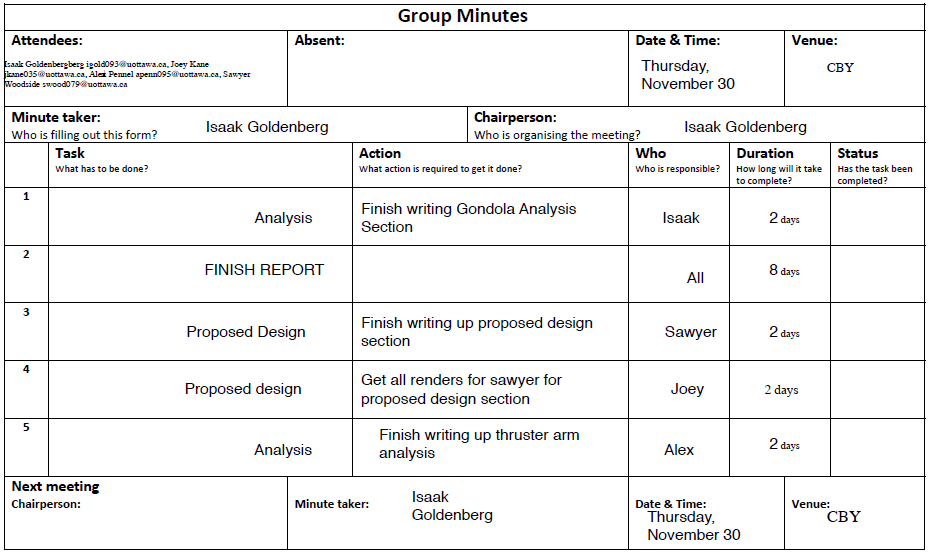 Group Minutes
Attendees:
Isaak Goldenbergberg igold093@uottawa.ca, Joey Kane
jkane035@uottawa.ca, Alex Pennel apenn095@uottawa.ca, Sawyer
Woodside swood079@uottawa.ca
Absent:
Date & Time:
Thursday,
November 30
Venue:
CBY
Minute taker:
Who is filling out this form?
Isaak Goldenberg
Chairperson:
Who is organising the meeting?
Isaak Goldenberg
Task
What has to be done?
Action
What action is required to get it done?
Who
Who is responsible?
Duration
How long will it take
to complete?
Status
Has the task been
completed?
1
Analysis
Finish writing Gondola Analysis
Section
Isaak
2 days
2
FINISH REPORT
All
8 days
3
Proposed Design
Finish writing up proposed design
section
Sawyer
2 days
4
Proposed design
Get all renders for sawyer for
proposed design section
Joey
2 days
5
Analysis
Finish writing up thruster arm
analysis
Alex
2 days
Next meeting
Chairperson:
Minute taker:
Isaak
Goldenberg
Date & Time:
Thursday,
November 30
Venue:
CBY